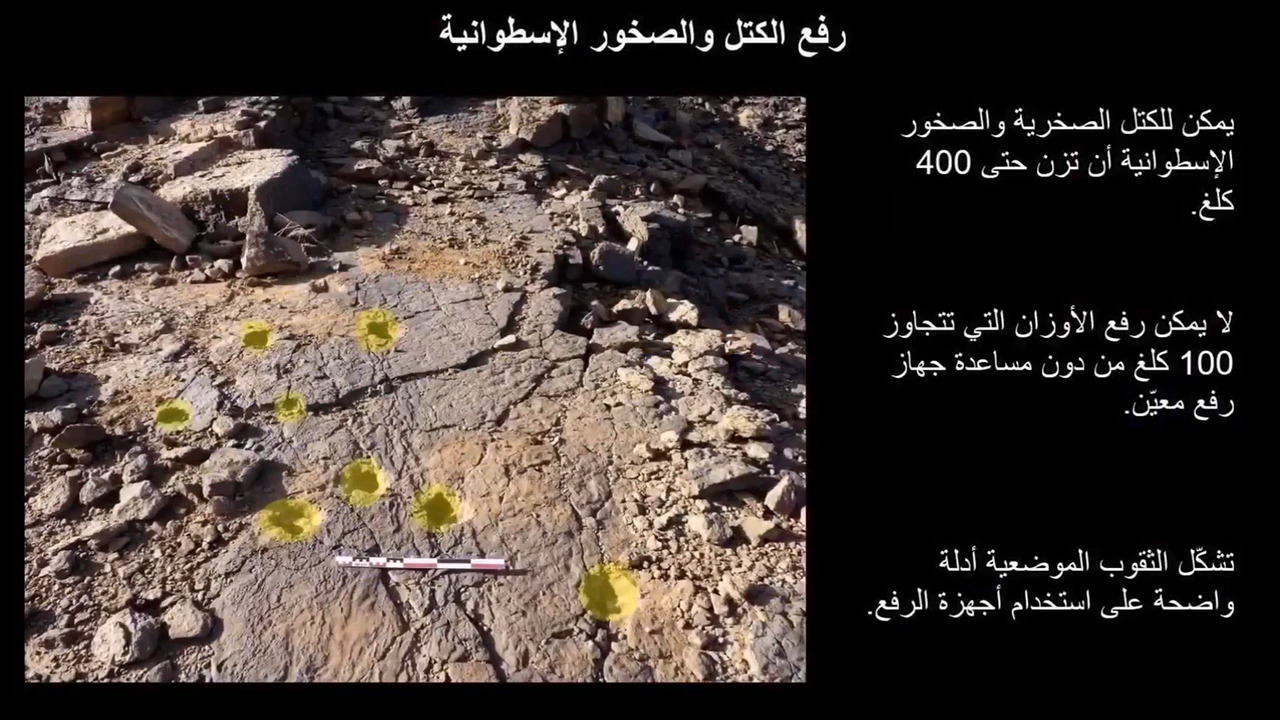 رفع الكتل والصخور الإسطوانية
يمكن للكتل الصخرية والصخور
الإسطوانية أن تزن حتى 400
كلغ.
لا يمكن رفع الأوزان التي تتجاوز
100 كلغ من دون مساعدة جهاز
رفع معيّن.
تشكّل الثقوب الموضعية أدلة
واضحة على استخدام أجهزة الرفع.